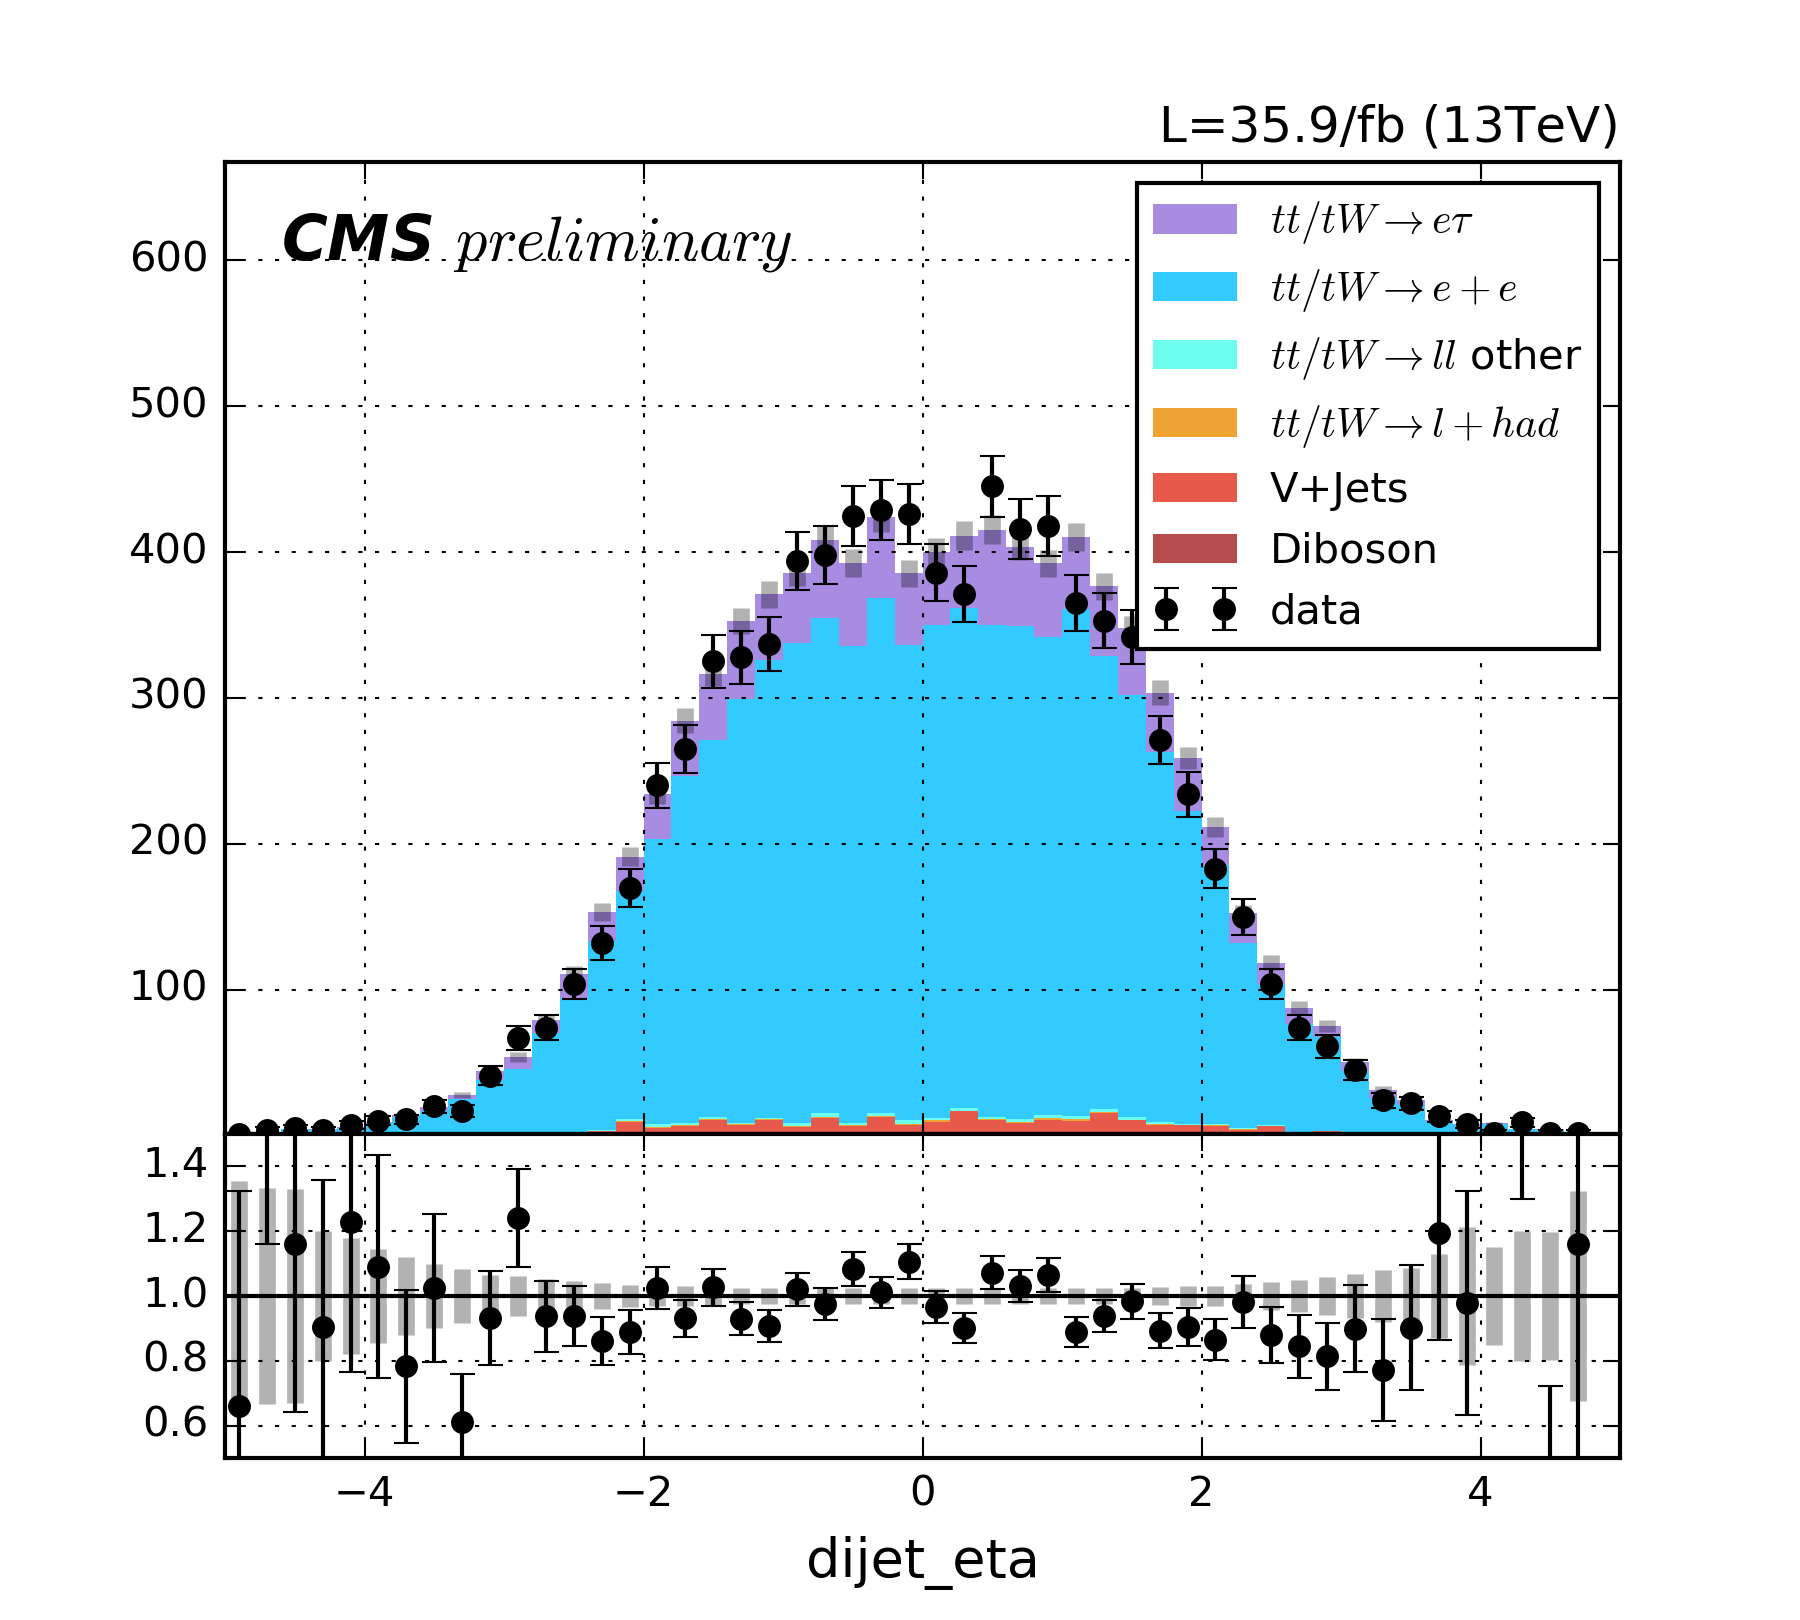 L=35.9/fb (13TeV)
CMS preliminary
tt/tW→eτ
tt/tW→e+e
tt/tW→ll other
tt/tW→l+had
V+Jets
Diboson
data
600
500
400
300
200
100
1.4
1.2
1.0
0.8
0.6
−4 −2 0 2 4
dijet_eta